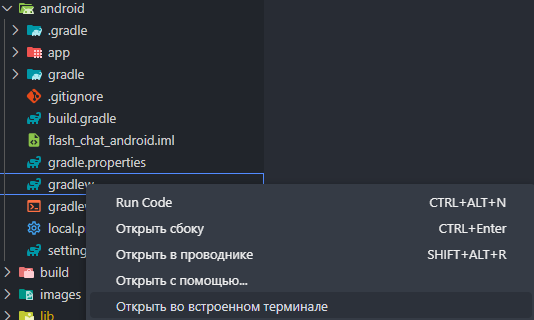 android
.gradle
app
gradle
.gitignore
build.gradle
flash_chat_android.iml
gradle.properties
gradlew
gradlew
local.p
setting
build
images
lib
Run Code CTRL+ALT+N
Открыть сбоку CTRL+Enter
Открыть в проводнике SHIFT+ALT+R
Открыть с помощью...
Открыть во встроенном терминале